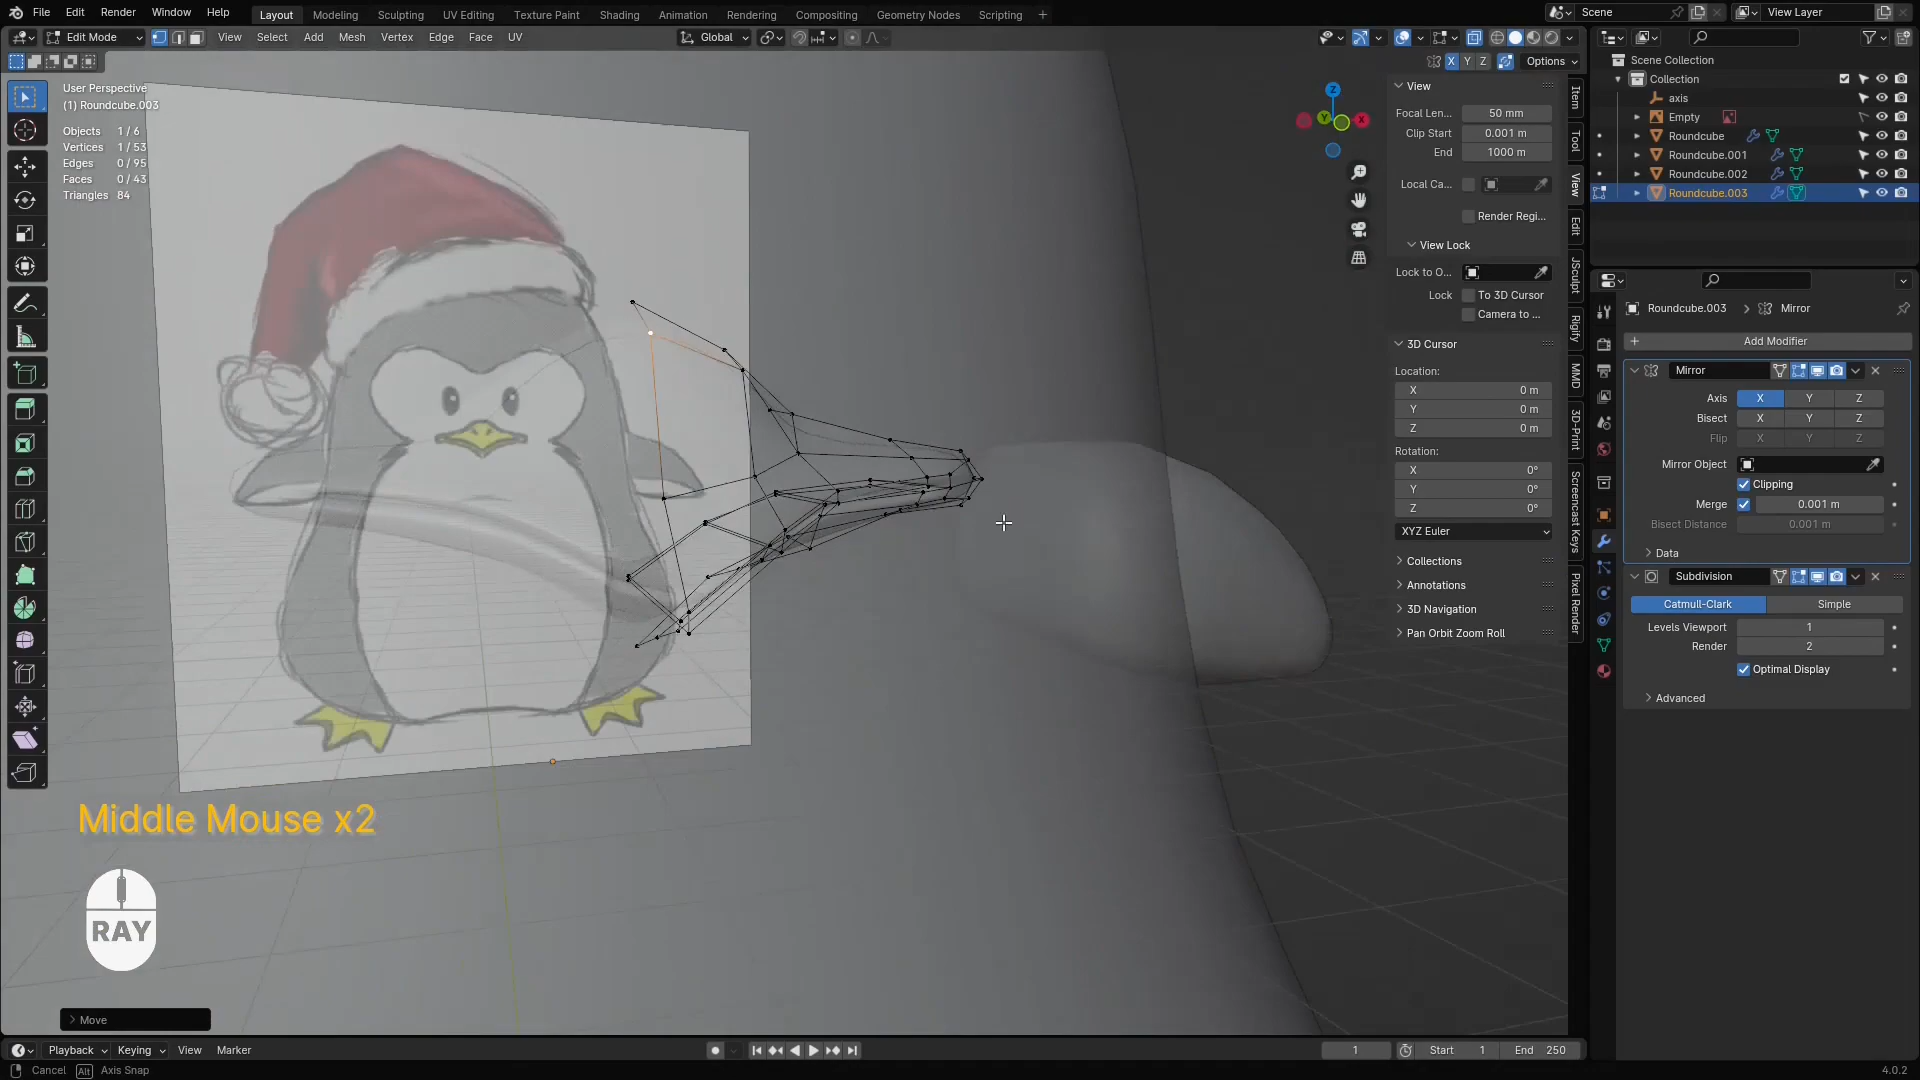 File Edit Render Window Help Layout Modeling Sculpting UV Editing Texture Paint Shading Animation Rendering Compositing Geometry Nodes Scripting + Scene View Layer
Edit Mode View Select Add Mesh Vertex Edge Face UV Global
X Y Z Options
User Perspective
(1) Roundcube.003
Objects 1 / 6
Vertices 1 / 53
Edges 0 / 95
Faces 0 / 43
Triangles 84
Z
Y
X
View
Focal Len... 50 mm
Clip Start 0.001 m
End 1000 m
Local Ca...
Render Regi...
View Lock
Lock to O...
Lock To 3D Cursor
Camera to ...
3D Cursor
Location:
X 0 m
Y 0 m
Z 0 m
Rotation:
X 0°
Y 0°
Z 0°
XYZ Euler
Collections
Annotations
3D Navigation
Pan Orbit Zoom Roll
Item
Tool
View
Edit
JSculpt
Rigify
MMD
3D-Print
Screencast Keys
Pixel Render
Scene Collection
Collection
axis
Empty
Roundcube
Roundcube.001
Roundcube.002
Roundcube.003
Roundcube.003 Mirror
Add Modifier
Mirror
Axis X Y Z
Bisect X Y Z
Flip X Y Z
Mirror Object
Clipping
Merge 0.001 m
Bisect Distance 0.001 m
Data
Subdivision
Catmull-Clark Simple
Levels Viewport 1
Render 2
Optimal Display
Advanced
Middle Mouse x2
RAY
Move
Playback Keying View Marker 1 Start 1 End 250
Cancel Alt Axis Snap 4.0.2